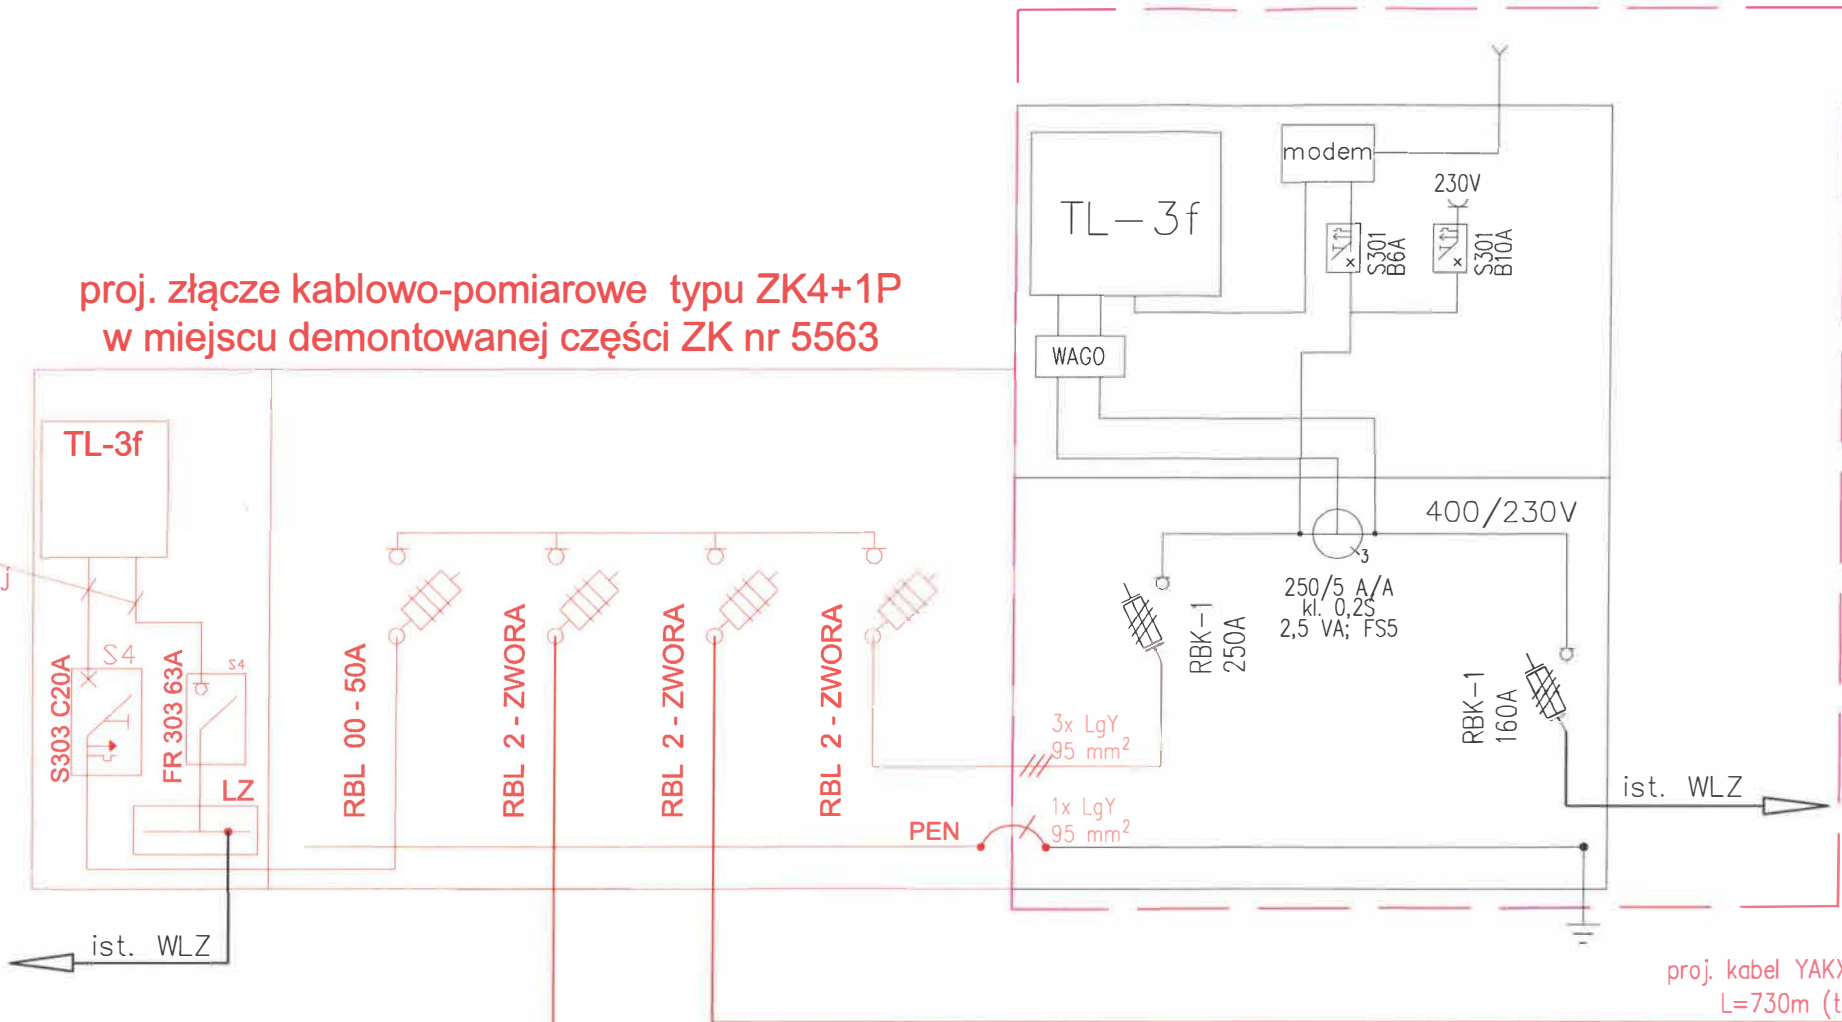 proj. złącze kablowo-pomiarowe typu ZK4+1P
w miejscu demontowanej części ZK nr 5563
TL-3f
j
S303 C20A
S4
FR 303 63A
S4
LZ
ist. WLZ
RBL 00 - 50A
RBL 2 - ZWORA
RBL 2 - ZWORA
RBL 2 - ZWORA
PEN
3x LgY
95 mm²
1x LgY
95 mm²
TL-3f
modem
230V
S301
B6A
S301
B10A
WAGO
400/230V
3
250/5 A/A
kl. 0,2S
2,5 VA; FS5
RBK-1
250A
RBK-1
160A
ist. WLZ
proj. kabel YAKX
L=730m (t